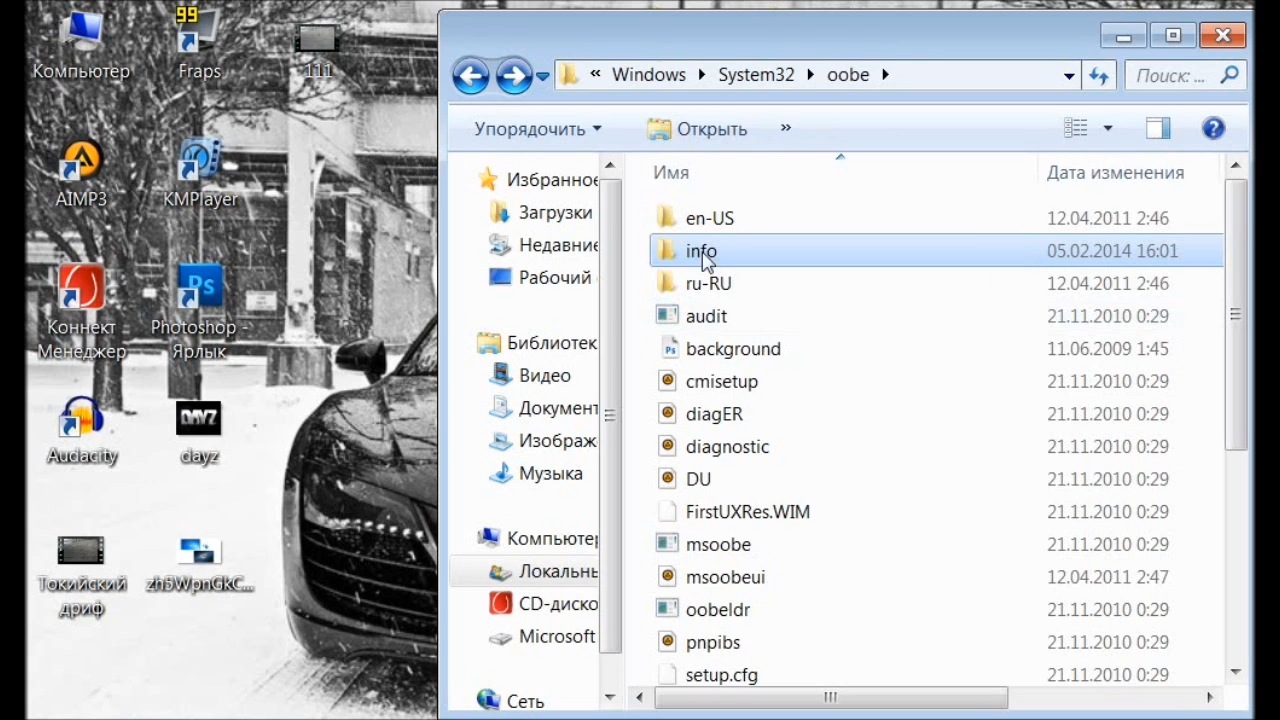 99
Компьютер
Fraps
111
AIMP3
KMPlayer
Коннект
Менеджер
Photoshop -
Ярлык
Audacity
DAYZ
dayz
Токийский
дриф
zh5WpnGkC...
« Windows System32 oobe
Поиск: ...
Упорядочить
Открыть
»
Избранное
Загрузки
Недавние
Рабочий
Библиотек
Видео
Документ
Изображ
Музыка
Компьютер
Локальны
CD-диско
Microsoft
Сеть
Имя Дата изменения
en-US 12.04.2011 2:46
info 05.02.2014 16:01
ru-RU 12.04.2011 2:46
audit 21.11.2010 0:29
background 11.06.2009 1:45
cmisetup 21.11.2010 0:29
diagER 21.11.2010 0:29
diagnostic 21.11.2010 0:29
DU 21.11.2010 0:29
FirstUXRes.WIM 21.11.2010 0:29
msoobe 21.11.2010 0:29
msoobeui 12.04.2011 2:47
oobeldr 21.11.2010 0:29
pnpibs 21.11.2010 0:29
setup.cfg 21.11.2010 0:29